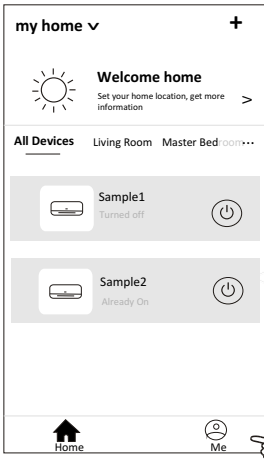 my home
Welcome home
Set your home location, get more
information
All Devices Living Room Master Bedroom...
Sample1
Turned off
Sample2
Already On
Home Me